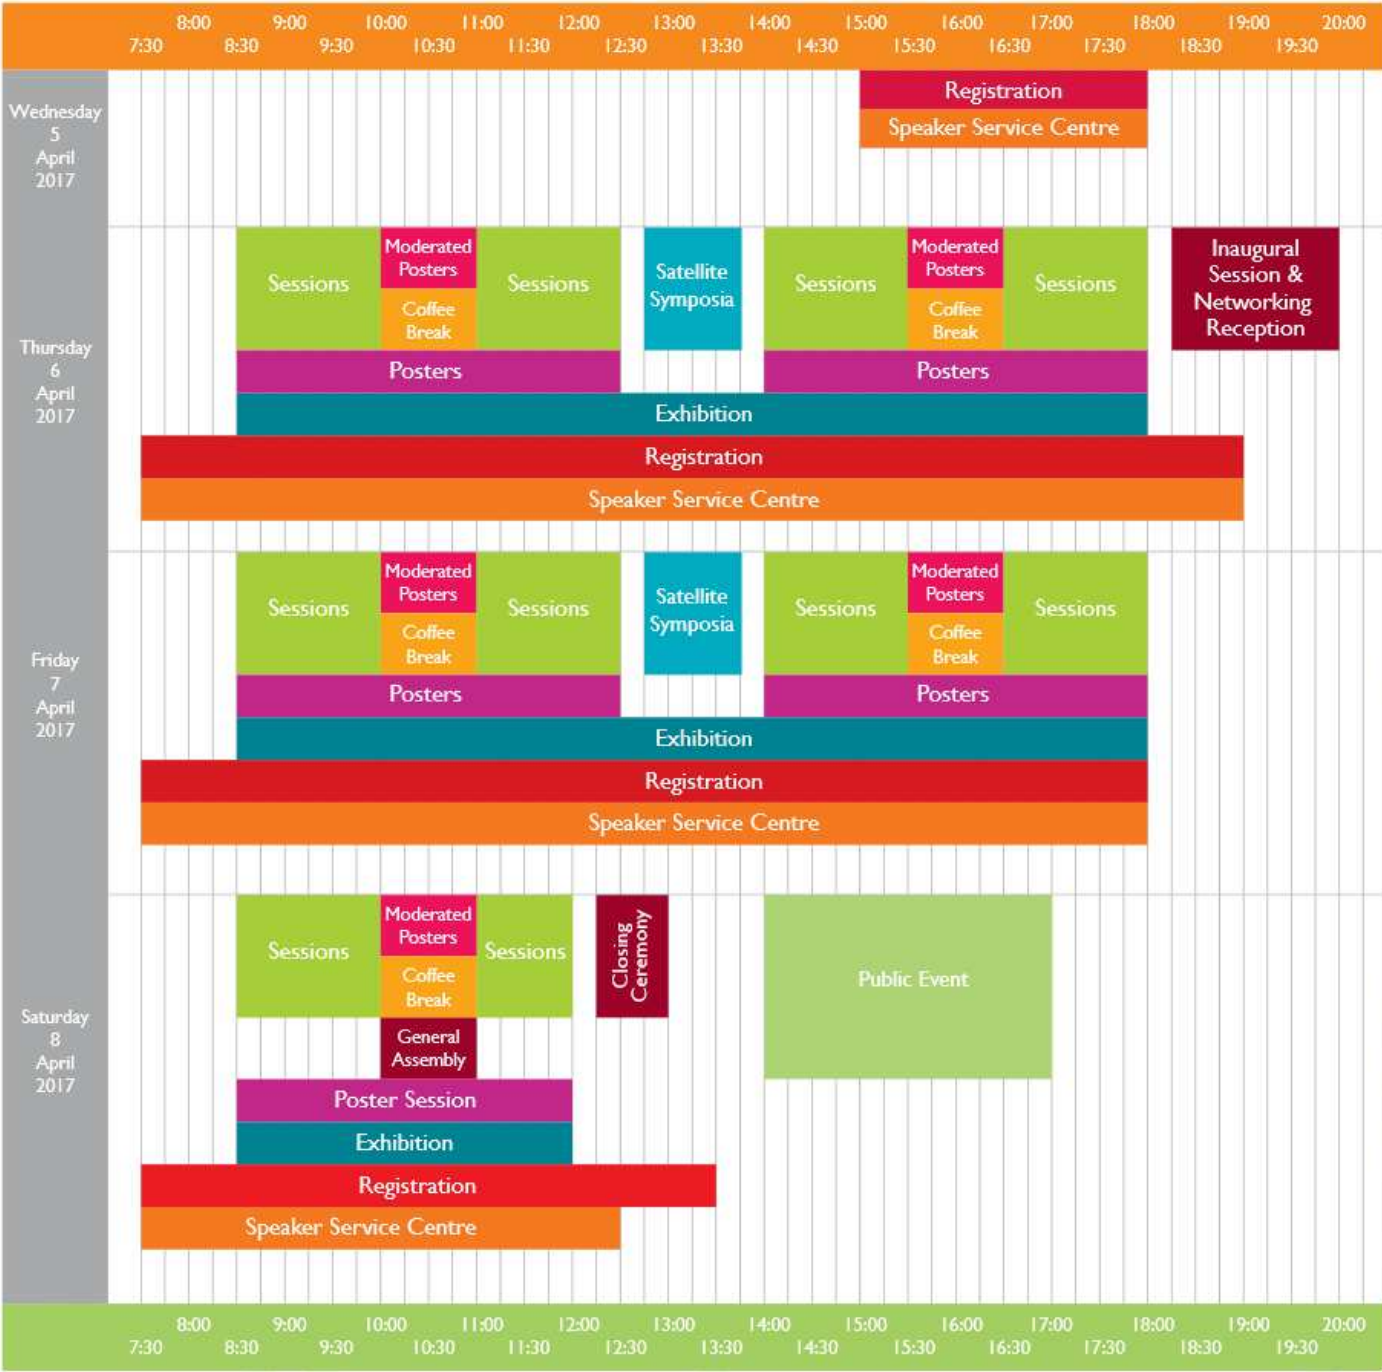 8:00 9:00 10:00 11:00 12:00 13:00 14:00 15:00 16:00 17:00 18:00 19:00 20:00
7:30 8:30 9:30 10:30 11:30 12:30 13:30 14:30 15:30 16:30 17:30 18:30 19:30
Wednesday
5
April
2017
Registration
Speaker Service Centre
Thursday
6
April
2017
Sessions
Moderated
Posters
Coffee
Break
Sessions
Satellite
Symposia
Sessions
Moderated
Posters
Coffee
Break
Sessions
Inaugural
Session &
Networking
Reception
Posters
Posters
Exhibition
Registration
Speaker Service Centre
Friday
7
April
2017
Sessions
Moderated
Posters
Coffee
Break
Sessions
Satellite
Symposia
Sessions
Moderated
Posters
Coffee
Break
Sessions
Posters
Posters
Exhibition
Registration
Speaker Service Centre
Saturday
8
April
2017
Sessions
Moderated
Posters
Coffee
Break
Sessions
Closing
Ceremony
Public Event
General
Assembly
Poster Session
Exhibition
Registration
Speaker Service Centre
8:00 9:00 10:00 11:00 12:00 13:00 14:00 15:00 16:00 17:00 18:00 19:00 20:00
7:30 8:30 9:30 10:30 11:30 12:30 13:30 14:30 15:30 16:30 17:30 18:30 19:30